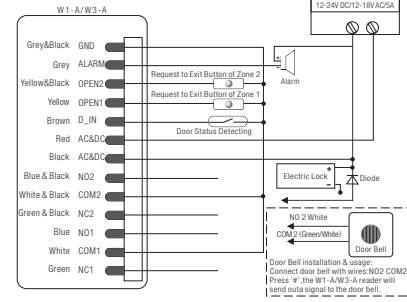 12-24V DC/12-18VAC/5A
W1-A/W3-A
Grey&Black GND
Grey ALARM
Yellow&Black OPEN2
Yellow OPEN1
Brown D_IN
Red AC&DC
Black AC&DC
Blue & Black NO2
White & Black COM2
Green & Black NC2
Blue NO1
White COM1
Green NC1
Request to Exit Button of Zone 2
Request to Exit Button of Zone 1
Door Status Detecting
Alarm
Electric Lock
+
-
Diode
NO 2 White
COM 2 (Green/White)
Door Bell
Door Bell installation & usage:
Connect door bell with wires:NO2 COM2.
Press '#',the W1-A/W3-A reader will
send outa signal to the door bell.